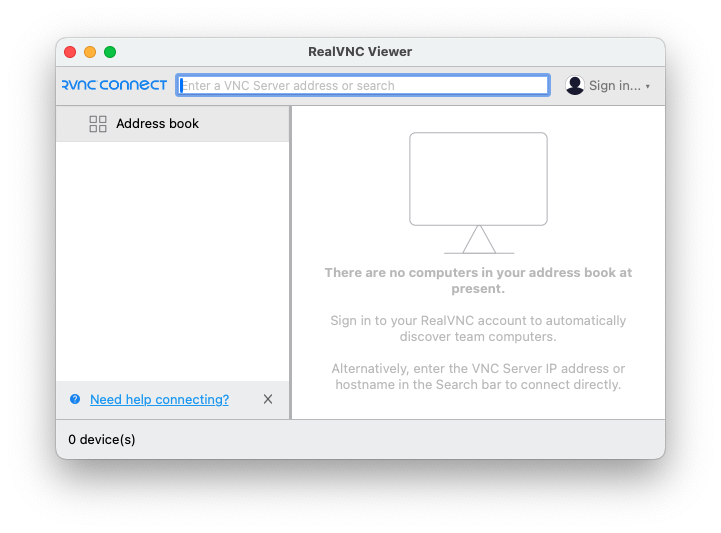 RealVNC Viewer
RVNC CONNECT
Enter a VNC Server address or search
Sign in...
Address book
There are no computers in your address book at
present.
Sign in to your RealVNC account to automatically
discover team computers.
Alternatively, enter the VNC Server IP address or
hostname in the Search bar to connect directly.
? Need help connecting? X
0 device(s)